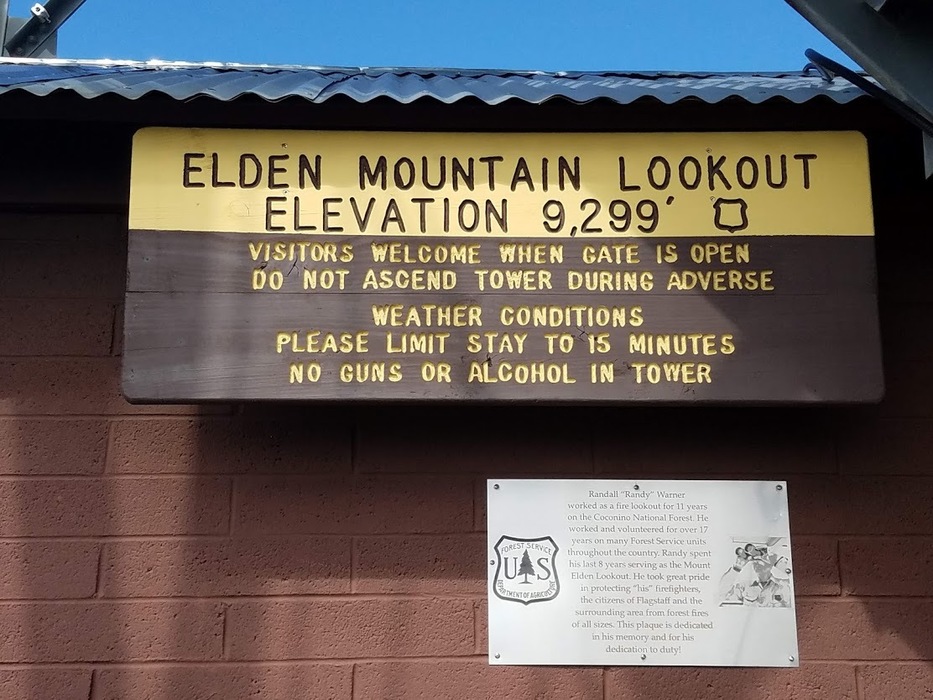 ELDEN MOUNTAIN LOOKOUT
ELEVATION 9,299'
VISITORS WELCOME WHEN GATE IS OPEN
DO NOT ASCEND TOWER DURING ADVERSE
WEATHER CONDITIONS
PLEASE LIMIT STAY TO 15 MINUTES
NO GUNS OR ALCOHOL IN TOWER
Randall "Randy" Warner
worked as a fire lookout for 11 years
on the Coconino National Forest. He
worked and volunteered for over 17
years on many Forest Service units
throughout the country. Randy spent
his last 8 years serving as the Mount
Elden Lookout. He took great pride
in protecting "his" firefighters,
the citizens of Flagstaff and the
surrounding area from forest fires
of all sizes. This plaque is dedicated
in his memory and for his
dedication to duty!
FOREST SERVICE
U S
DEPARTMENT OF AGRICULTURE